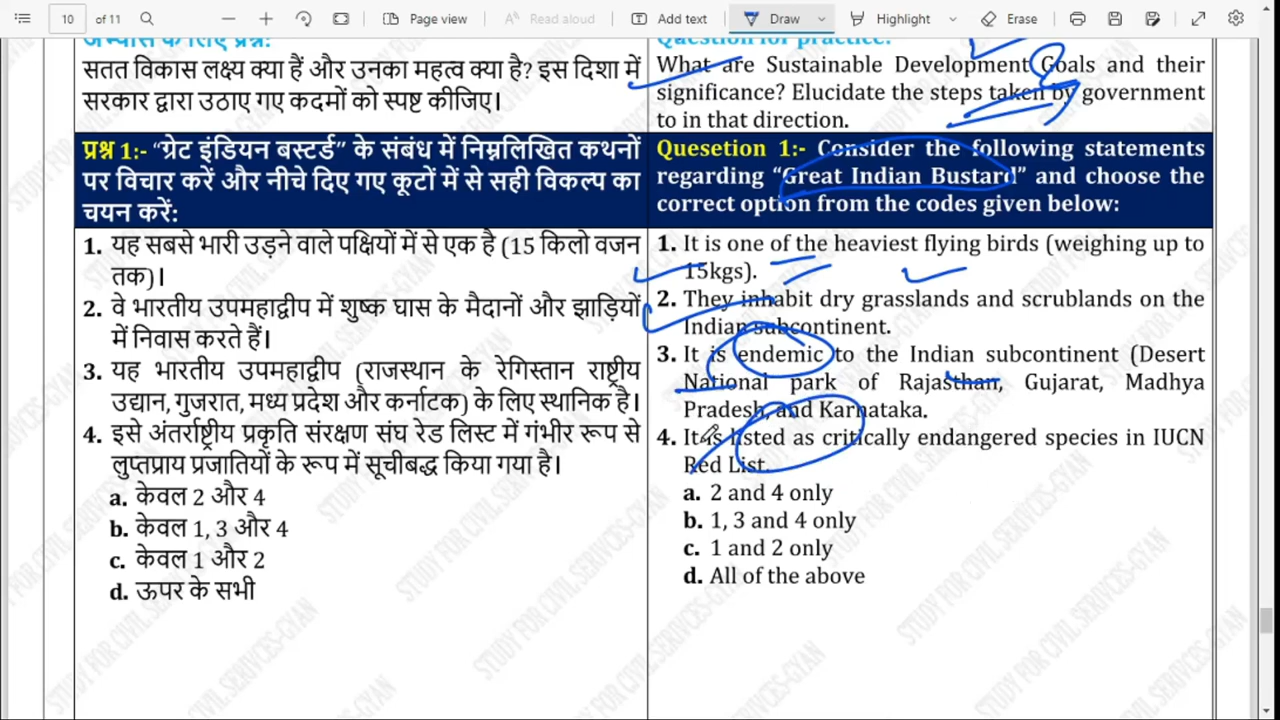 10 of 11 Page view Read aloud Add text Draw Highlight Erase
अभ्यास के लिए प्रश्न:
सतत विकास लक्ष्य क्या हैं और उनका महत्व क्या है? इस दिशा में
सरकार द्वारा उठाए गए कदमों को स्पष्ट कीजिए।
Question for practice:
What are Sustainable Development Goals and their
significance? Elucidate the steps taken by government
to in that direction.
प्रश्न 1:- “ग्रेट इंडियन बस्टर्ड” के संबंध में निम्नलिखित कथनों
पर विचार करें और नीचे दिए गए कूटों में से सही विकल्प का
चयन करें:
Quesetion 1:- Consider the following statements
regarding “Great Indian Bustard” and choose the
correct option from the codes given below:
1. यह सबसे भारी उड़ने वाले पक्षियों में से एक है (15 किलो वजन
तक)।
2. वे भारतीय उपमहाद्वीप में शुष्क घास के मैदानों और झाड़ियों
में निवास करते हैं।
3. यह भारतीय उपमहाद्वीप (राजस्थान के रेगिस्तान राष्ट्रीय
उद्यान, गुजरात, मध्य प्रदेश और कर्नाटक) के लिए स्थानिक है।
4. इसे अंतर्राष्ट्रीय प्रकृति संरक्षण संघ रेड लिस्ट में गंभीर रूप से
लुप्तप्राय प्रजातियों के रूप में सूचीबद्ध किया गया है।
a. केवल 2 और 4
b. केवल 1, 3 और 4
c. केवल 1 और 2
d. ऊपर के सभी
1. It is one of the heaviest flying birds (weighing up to
15kgs).
2. They inhabit dry grasslands and scrublands on the
Indian subcontinent.
3. It is endemic to the Indian subcontinent (Desert
National park of Rajasthan, Gujarat, Madhya
Pradesh, and Karnataka.
4. It is listed as critically endangered species in IUCN
Red List.
a. 2 and 4 only
b. 1, 3 and 4 only
c. 1 and 2 only
d. All of the above
STUDY FOR CIVIL SERIVCES-GYAN